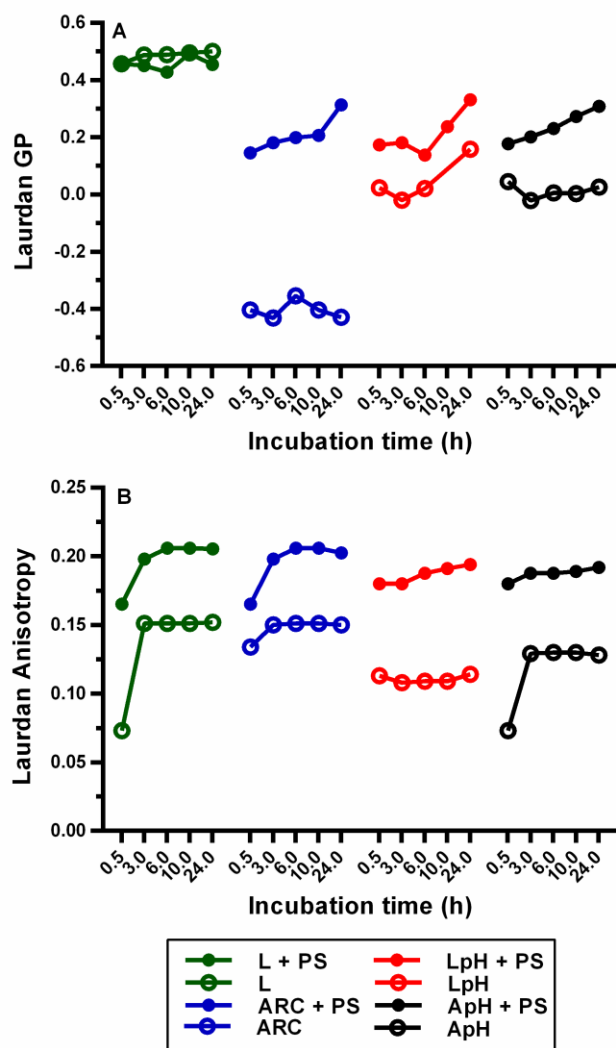 A
Laurdan GP
0.6
0.4
0.2
0.0
-0.2
-0.4
-0.6
0.5 3.0 6.0 10.0 24.0 0.5 3.0 6.0 10.0 24.0 0.5 3.0 6.0 10.0 24.0 0.5 3.0 6.0 10.0 24.0
Incubation time (h) Incubation time (h)
B
Laurdan Anisotropy
0.25
0.20
0.15
0.10
0.05
0.00
0.5 3.0 6.0 10.0 24.0 0.5 3.0 6.0 10.0 24.0 0.5 3.0 6.0 10.0 24.0 0.5 3.0 6.0 10.0 24.0
Incubation time (h) Incubation time (h)
L + PS LpH + PS
L LpH
ARC + PS ApH + PS
ARC ApH